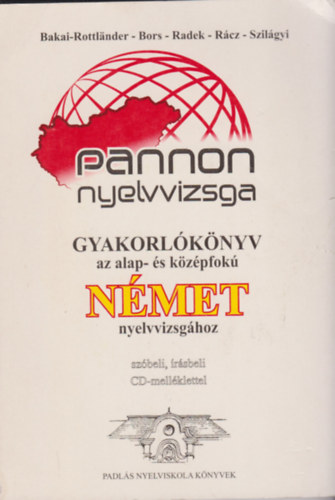 Bakai-Rottländer - Bors - Radek - Rácz - Szilágyi
pannon
nyelvvizsga
GYAKORLÓKÖNYV
az alap- és középfokú
NÉMET
nyelvvizsgához
szóbeli, írásbeli
CD-melléklettel
PADLÁS NYELVISKOLA KÖNYVEK